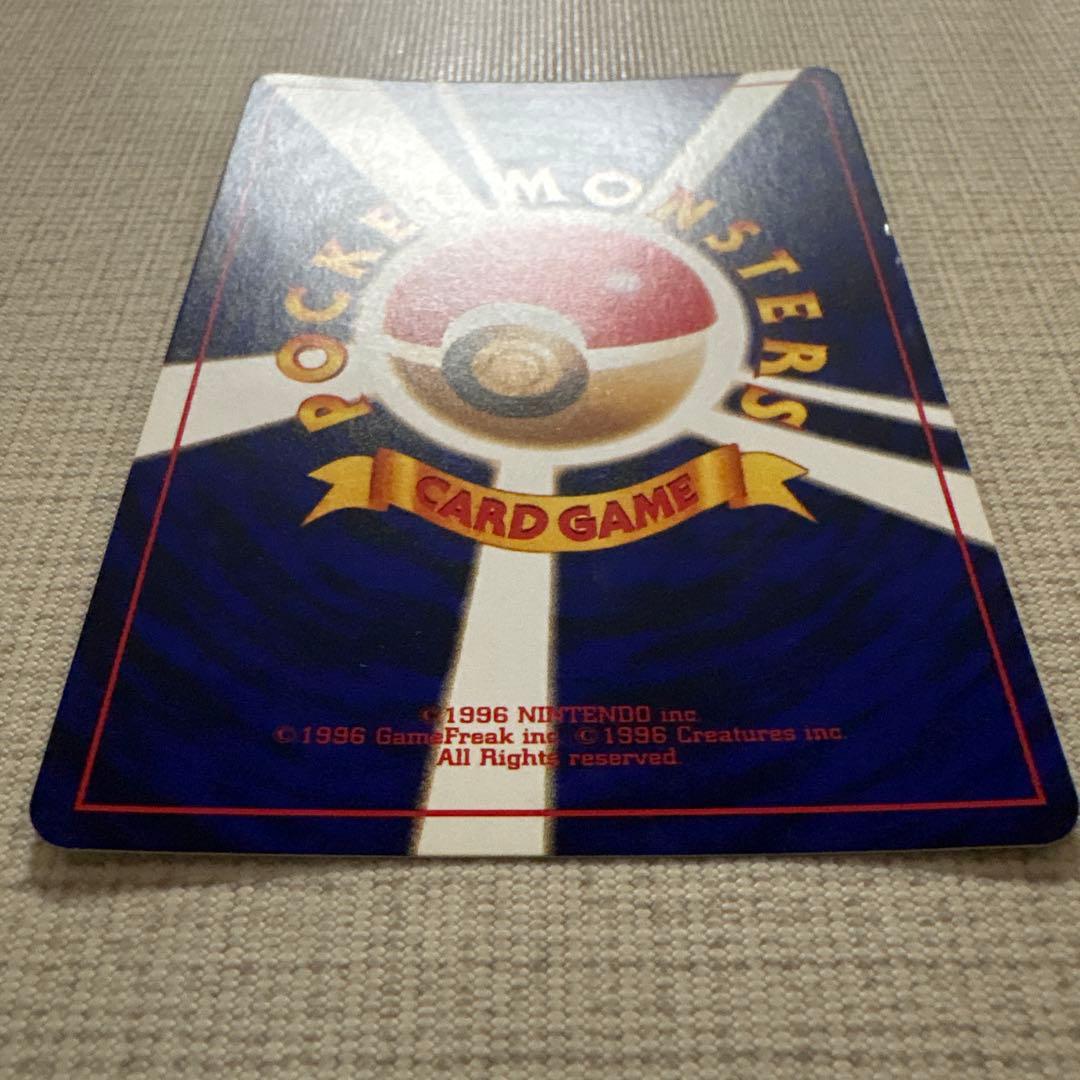 POCKET MONSTERS
CARD GAME
©1996 NINTENDO inc.
©1996 GameFreak inc. ©1996 Creatures inc.
All Rights reserved.